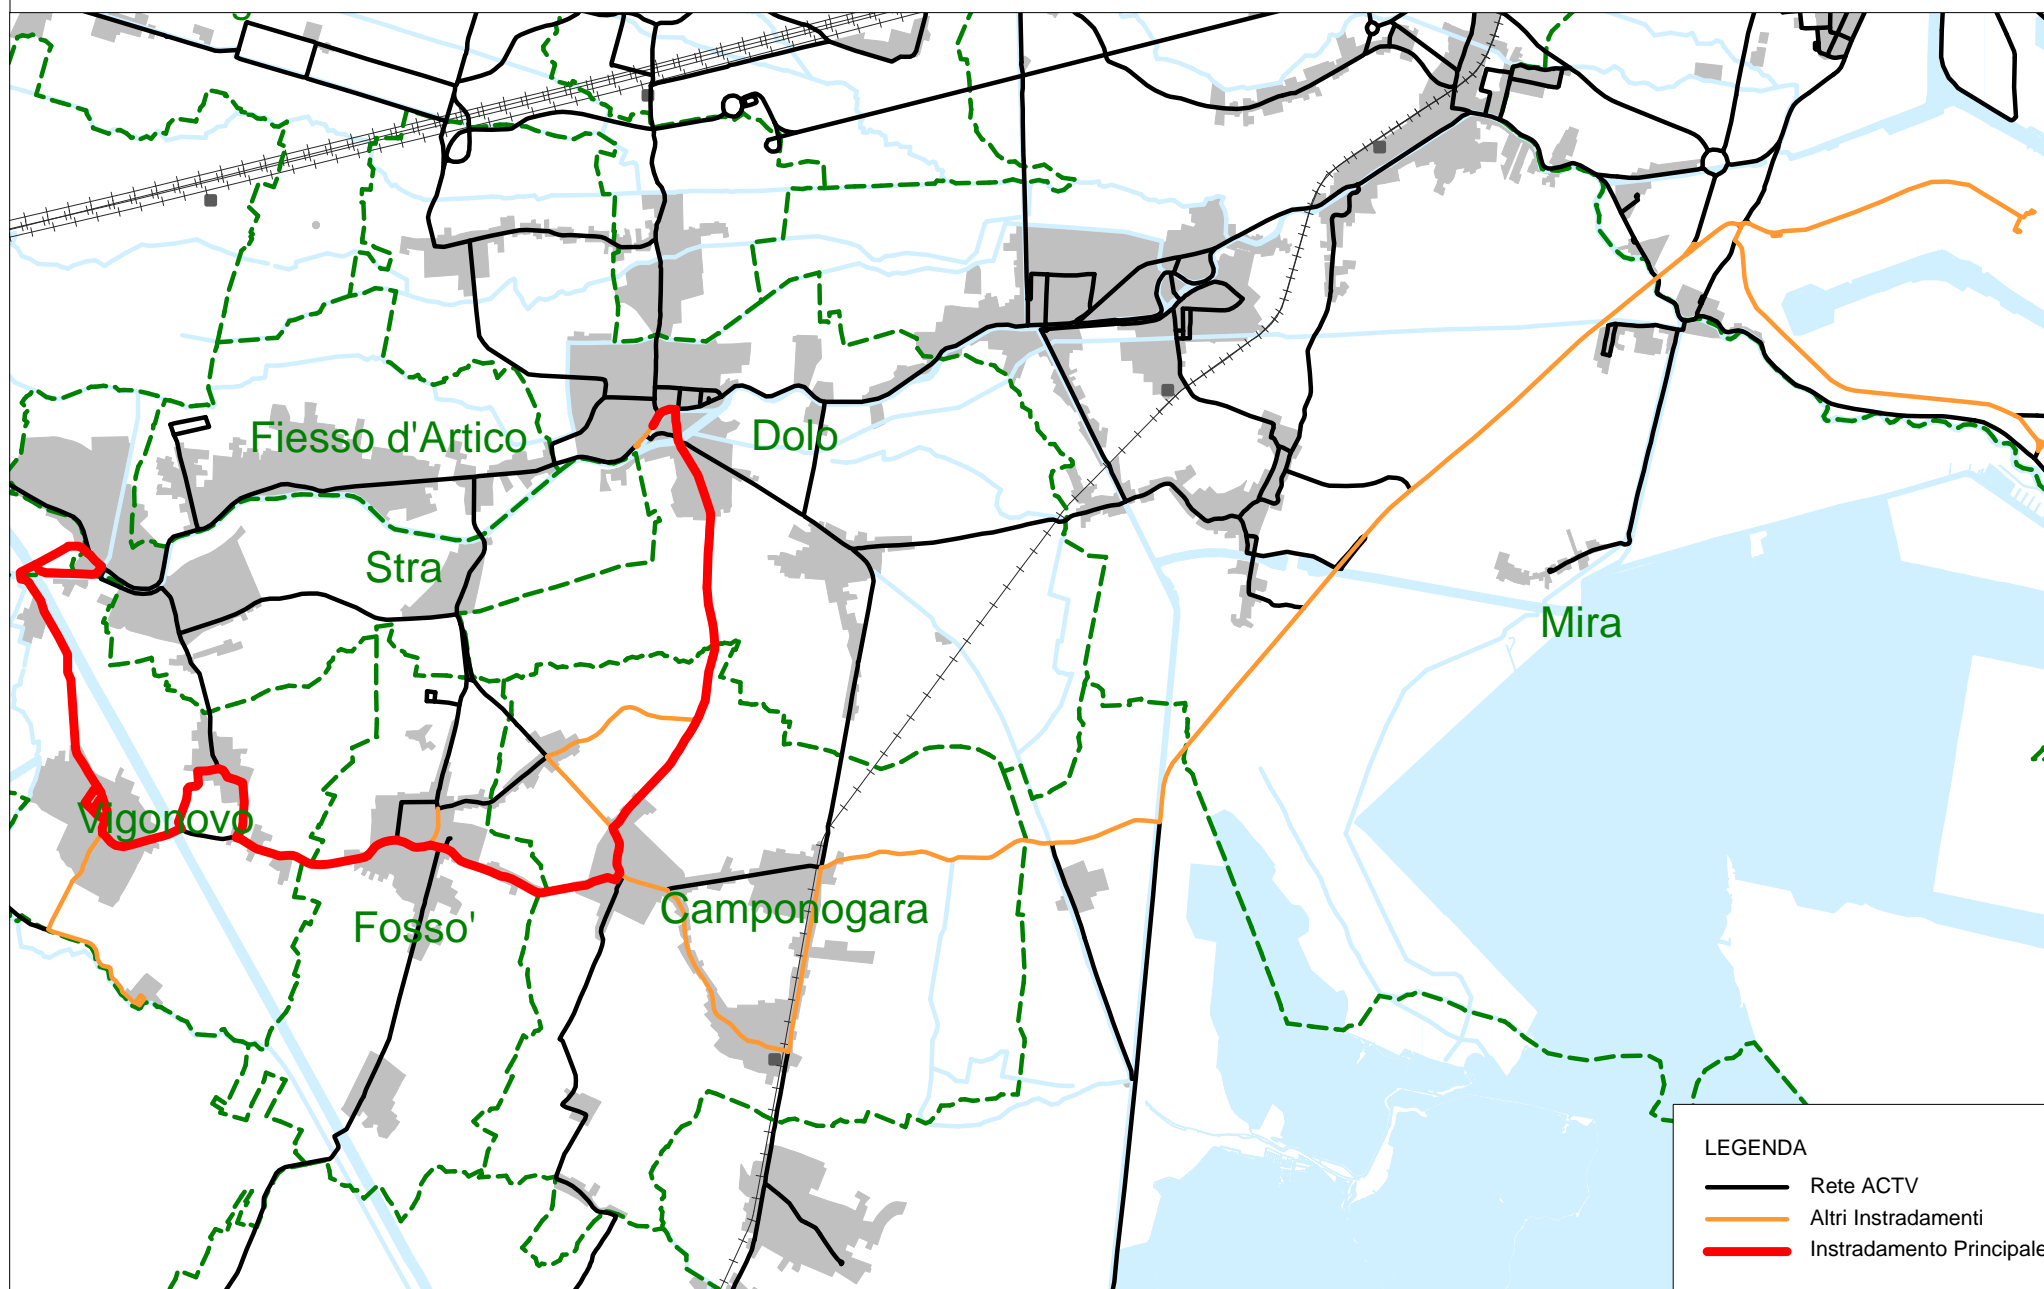 Fiesso d'Artico
Dolo
Stra
Mira
Vigonovo
Fosso'
Camponogara
LEGENDA
Rete ACTV
Altri Instradamenti
Instradamento Principale